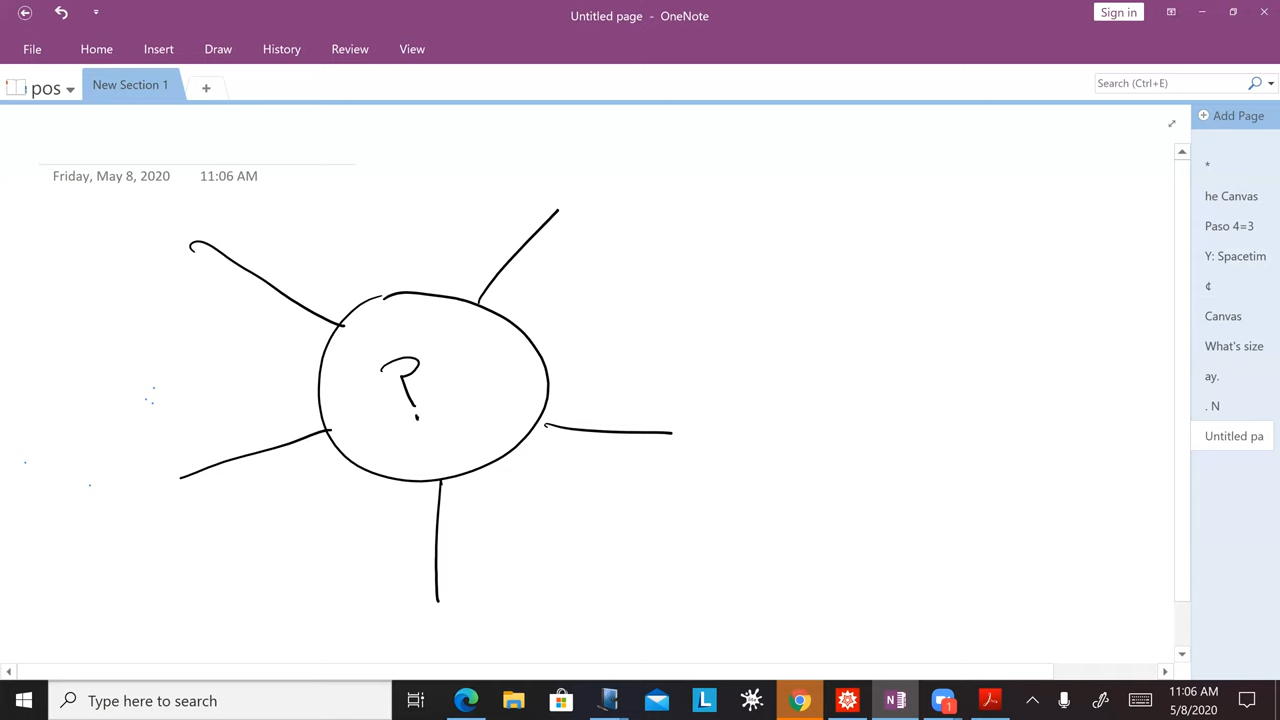 Untitled page - OneNote
Sign in
File
Home
Insert
Draw
History
Review
View
pos
New Section 1
Search (Ctrl+E)
Add Page
Friday, May 8, 2020
11:06 AM
*
he Canvas
Paso 4=3
Y: Spacetim
¢
Canvas
What's size
ay.
. N
Untitled pa
?
Type here to search
L
N
1
11:06 AM
5/8/2020